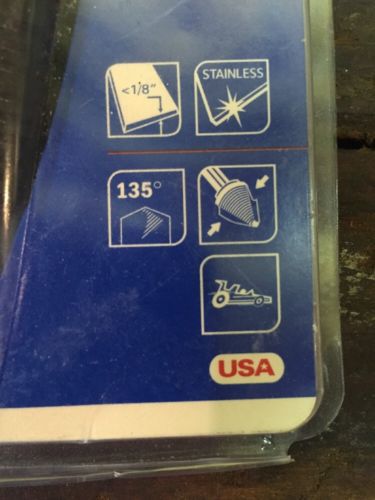 <1/8"
STAINLESS
135°
USA